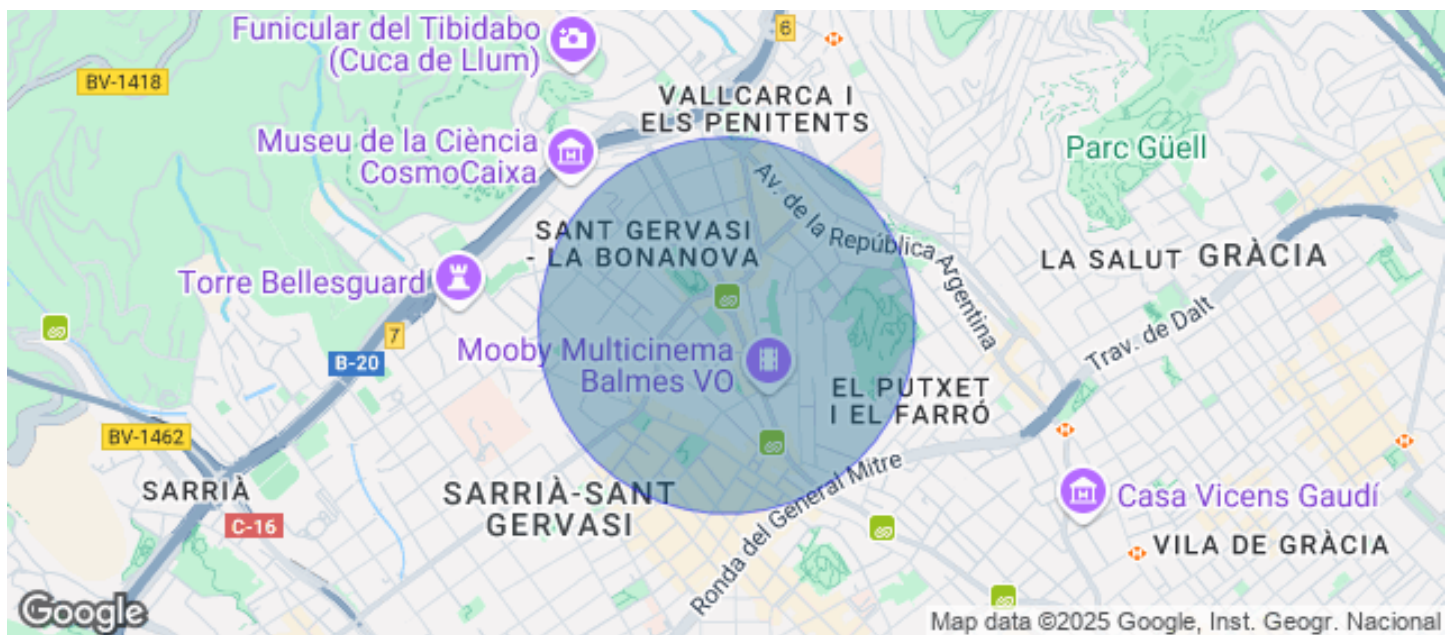 Funicular del Tibidabo
(Cuca de Llum)
6
BV-1418
VALLCARCA I
ELS PENITENTS
Museu de la Ciència
CosmoCaixa
Parc Güell
Av. de la República Argentina
SANT GERVASI
- LA BONANOVA
LA SALUT
GRÀCIA
Torre Bellesguard
7
B-20
Trav. de Dalt
Mooby Multicinema
Balmes VO
EL PUTXET
I EL FARRÓ
BV-1462
SARRIÀ
SARRIÀ-SANT
GERVASI
C-16
Ronda del General Mitre
Casa Vicens Gaudí
VILA DE GRÀCIA
Google
Map data ©2025 Google, Inst. Geogr. Nacional